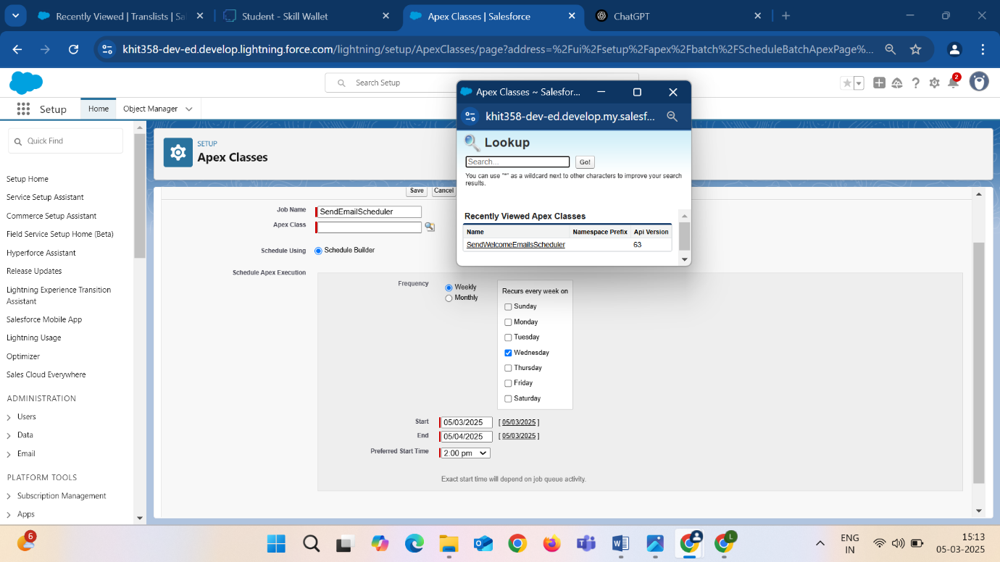 Recently Viewed | Translists | Sa
Student - Skill Wallet
Apex Classes | Salesforce
ChatGPT
khit358-dev-ed.develop.lightning.force.com/lightning/setup/ApexClasses/page?address=%2Fui%2Fsetup%2Fapex%2Fbatch%2FScheduleBatchApexPage%...
Search Setup
2
Setup
Home
Object Manager
Quick Find
Setup Home
Service Setup Assistant
Commerce Setup Assistant
Field Service Setup Home (Beta)
Hyperforce Assistant
Release Updates
Lightning Experience Transition
Assistant
Salesforce Mobile App
Lightning Usage
Optimizer
Sales Cloud Everywhere
ADMINISTRATION
Users
Data
Email
PLATFORM TOOLS
Subscription Management
Apps
SETUP
Apex Classes
Save
Cancel
Job Name
SendEmailScheduler
Apex Class
Schedule Using
Schedule Builder
Schedule Apex Execution
Frequency
Weekly
Monthly
Recurs every week on
Sunday
Monday
Tuesday
Wednesday
Thursday
Friday
Saturday
Start
05/03/2025
[ 05/03/2025 ]
End
05/04/2025
[ 05/03/2025 ]
Preferred Start Time
2:00 pm
Exact start time will depend on job queue activity.
Apex Classes ~ Salesfor...
khit358-dev-ed.develop.my.salesf...
Lookup
Search...
Go!
You can use "*" as a wildcard next to other characters to improve your search
results.
Recently Viewed Apex Classes
Name
Namespace Prefix
Api Version
SendWelcomeEmailsScheduler
63
6
L
ENG
IN
15:13
05-03-2025